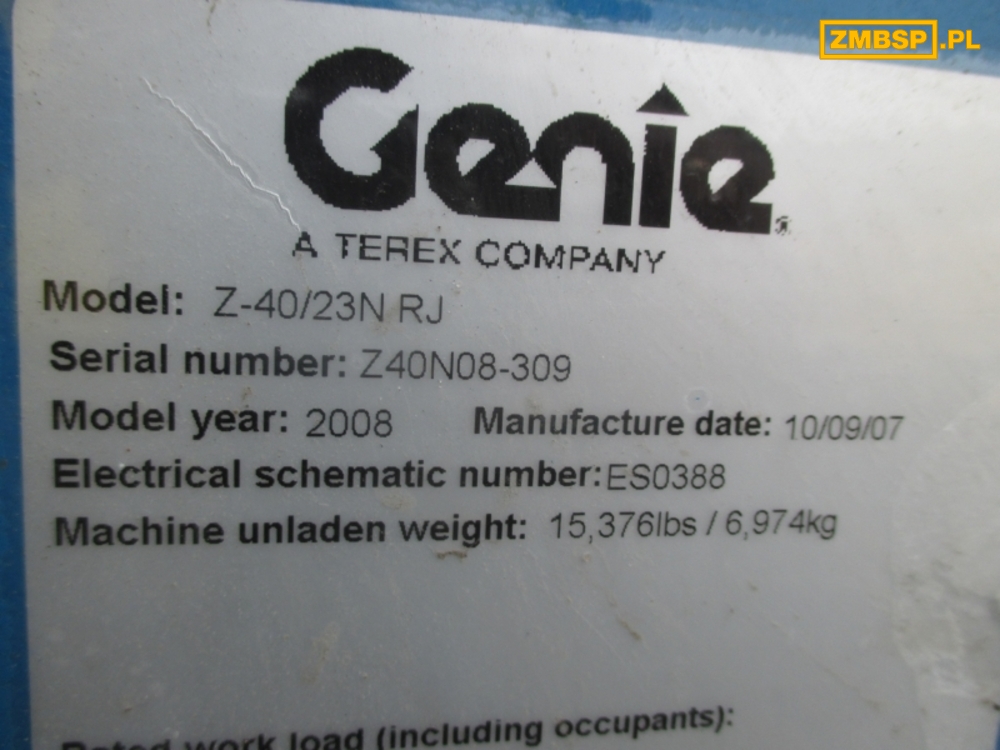 ZMBSP.PL
Genie
A TEREX COMPANY
Model: Z-40/23N RJ
Serial number: Z40N08-309
Model year: 2008 Manufacture date: 10/09/07
Electrical schematic number:ES0388
Machine unladen weight: 15,376lbs / 6,974kg
Rated work load (including occupants):